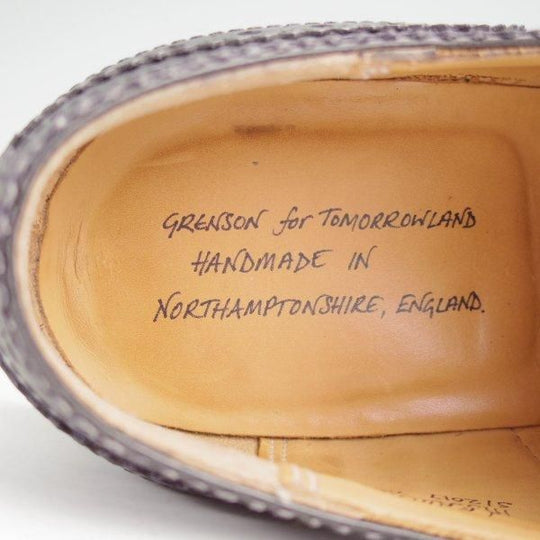 GRENSON for TOMORROWLAND
HANDMADE IN
NORTHAMPTONSHIRE, ENGLAND.